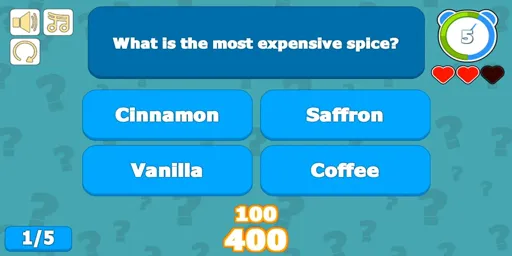 What is the most expensive spice?
5
Cinnamon
Saffron
Vanilla
Coffee
100
400
1/5